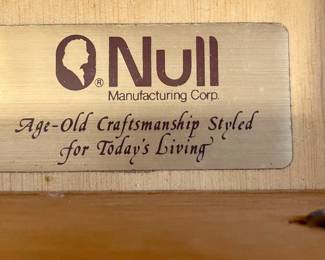 ® Null
Manufacturing Corp.
Age-Old Craftsmanship Styled
for Today's Living